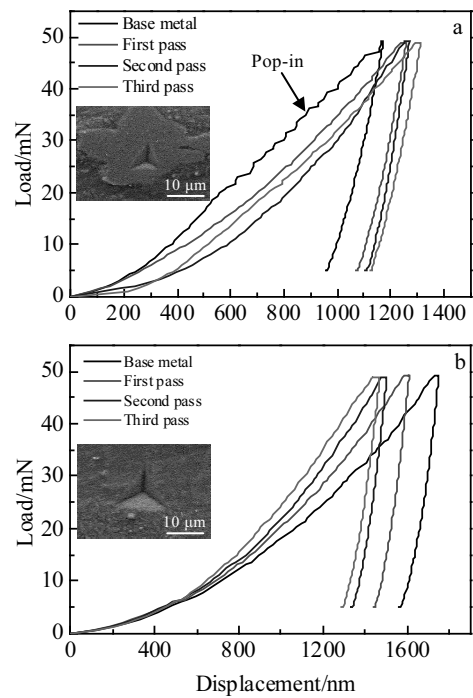 a
50
40
30
20
10
0
Load/mN
Base metal
First pass
Second pass
Third pass
Pop-in
10 μm
0 200 400 600 800 1000 1200 1400
b
60
50
40
30
20
10
0
Load/mN
Base metal
First pass
Second pass
Third pass
10 μm
0 400 800 1200 1600
Displacement/nm